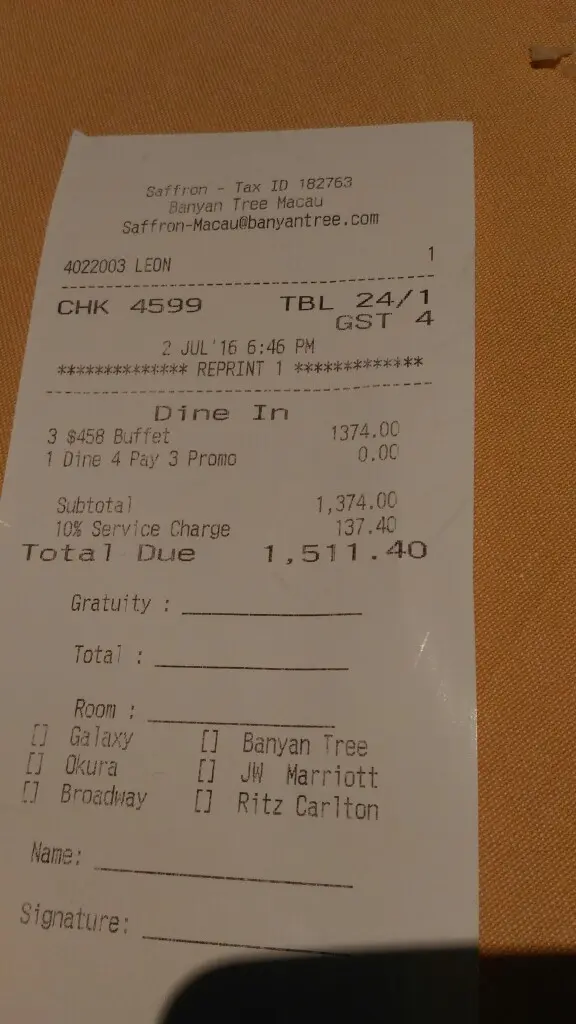 Saffron - Tax ID 182763
Banyan Tree Macau
Saffron-Macau@banyantree.com
4022003 LEON 1
CHK 4599 TBL 24/1
GST 4
2 JUL'16 6:46 PM
************** REPRINT 1 *************
Dine In
3 $458 Buffet 1374.00
1 Dine 4 Pay 3 Promo 0.00
Subtotal 1,374.00
10% Service Charge 137.40
Total Due 1,511.40
Gratuity :
Total :
Room :
[] Galaxy [] Banyan Tree
[] Okura [] JW Marriott
[] Broadway [] Ritz Carlton
Name:
Signature: